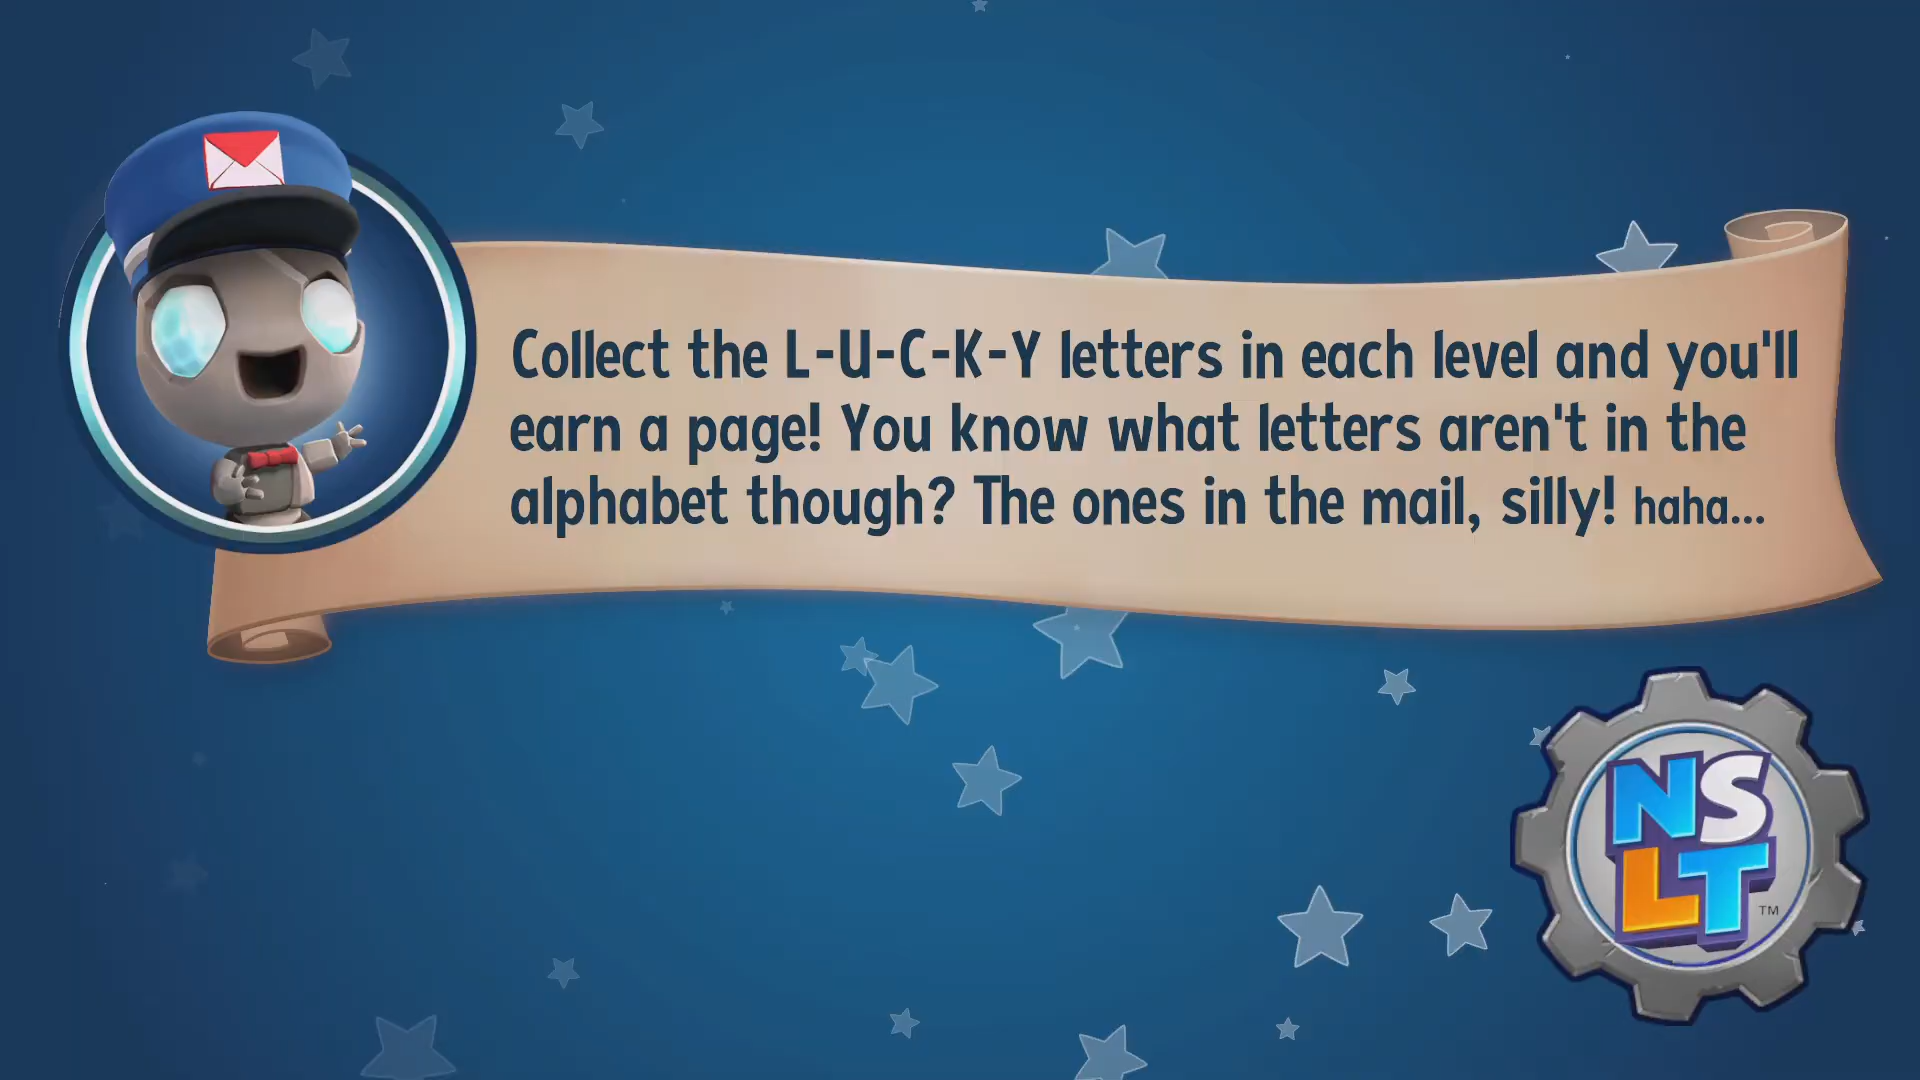 Collect the L-U-C-K-Y letters in each level and you'll
earn a page! You know what letters aren't in the
alphabet though? The ones in the mail, silly! haha...
NS
LT
TM